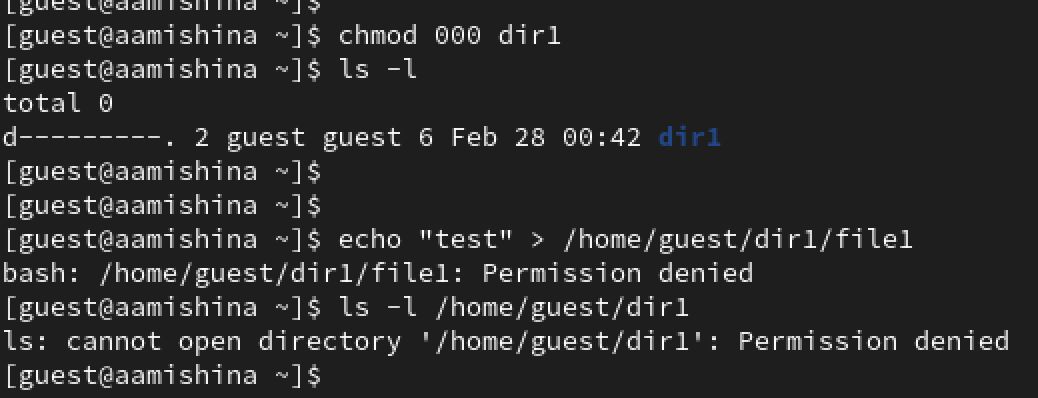 [guest@aamishina ~]$
[guest@aamishina ~]$ chmod 000 dir1
[guest@aamishina ~]$ ls -l
total 0
d---------. 2 guest guest 6 Feb 28 00:42 dir1
[guest@aamishina ~]$
[guest@aamishina ~]$
[guest@aamishina ~]$ echo "test" > /home/guest/dir1/file1
bash: /home/guest/dir1/file1: Permission denied
[guest@aamishina ~]$ ls -l /home/guest/dir1
ls: cannot open directory '/home/guest/dir1': Permission denied
[guest@aamishina ~]$